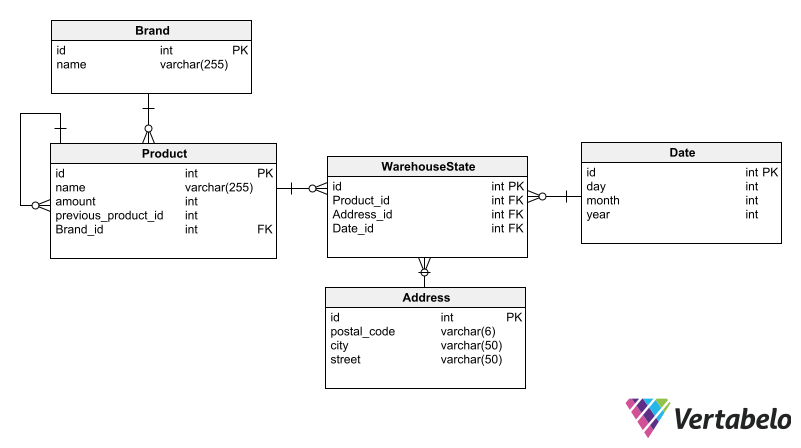 Brand
id int PK
name varchar(255)
Product
id int PK
name varchar(255)
amount int
previous_product_id int
Brand_id int FK
WarehouseState
id int PK
Product_id int FK
Address_id int FK
Date_id int FK
Date
id int PK
day int
month int
year int
Address
id int PK
postal_code varchar(6)
city varchar(50)
street varchar(50)
Vertabelo